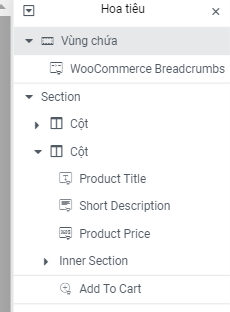 Hoa tiêu
Vùng chứa
WooCommerce Breadcrumbs
Section
Cột
Cột
Product Title
Short Description
Product Price
Inner Section
Add To Cart